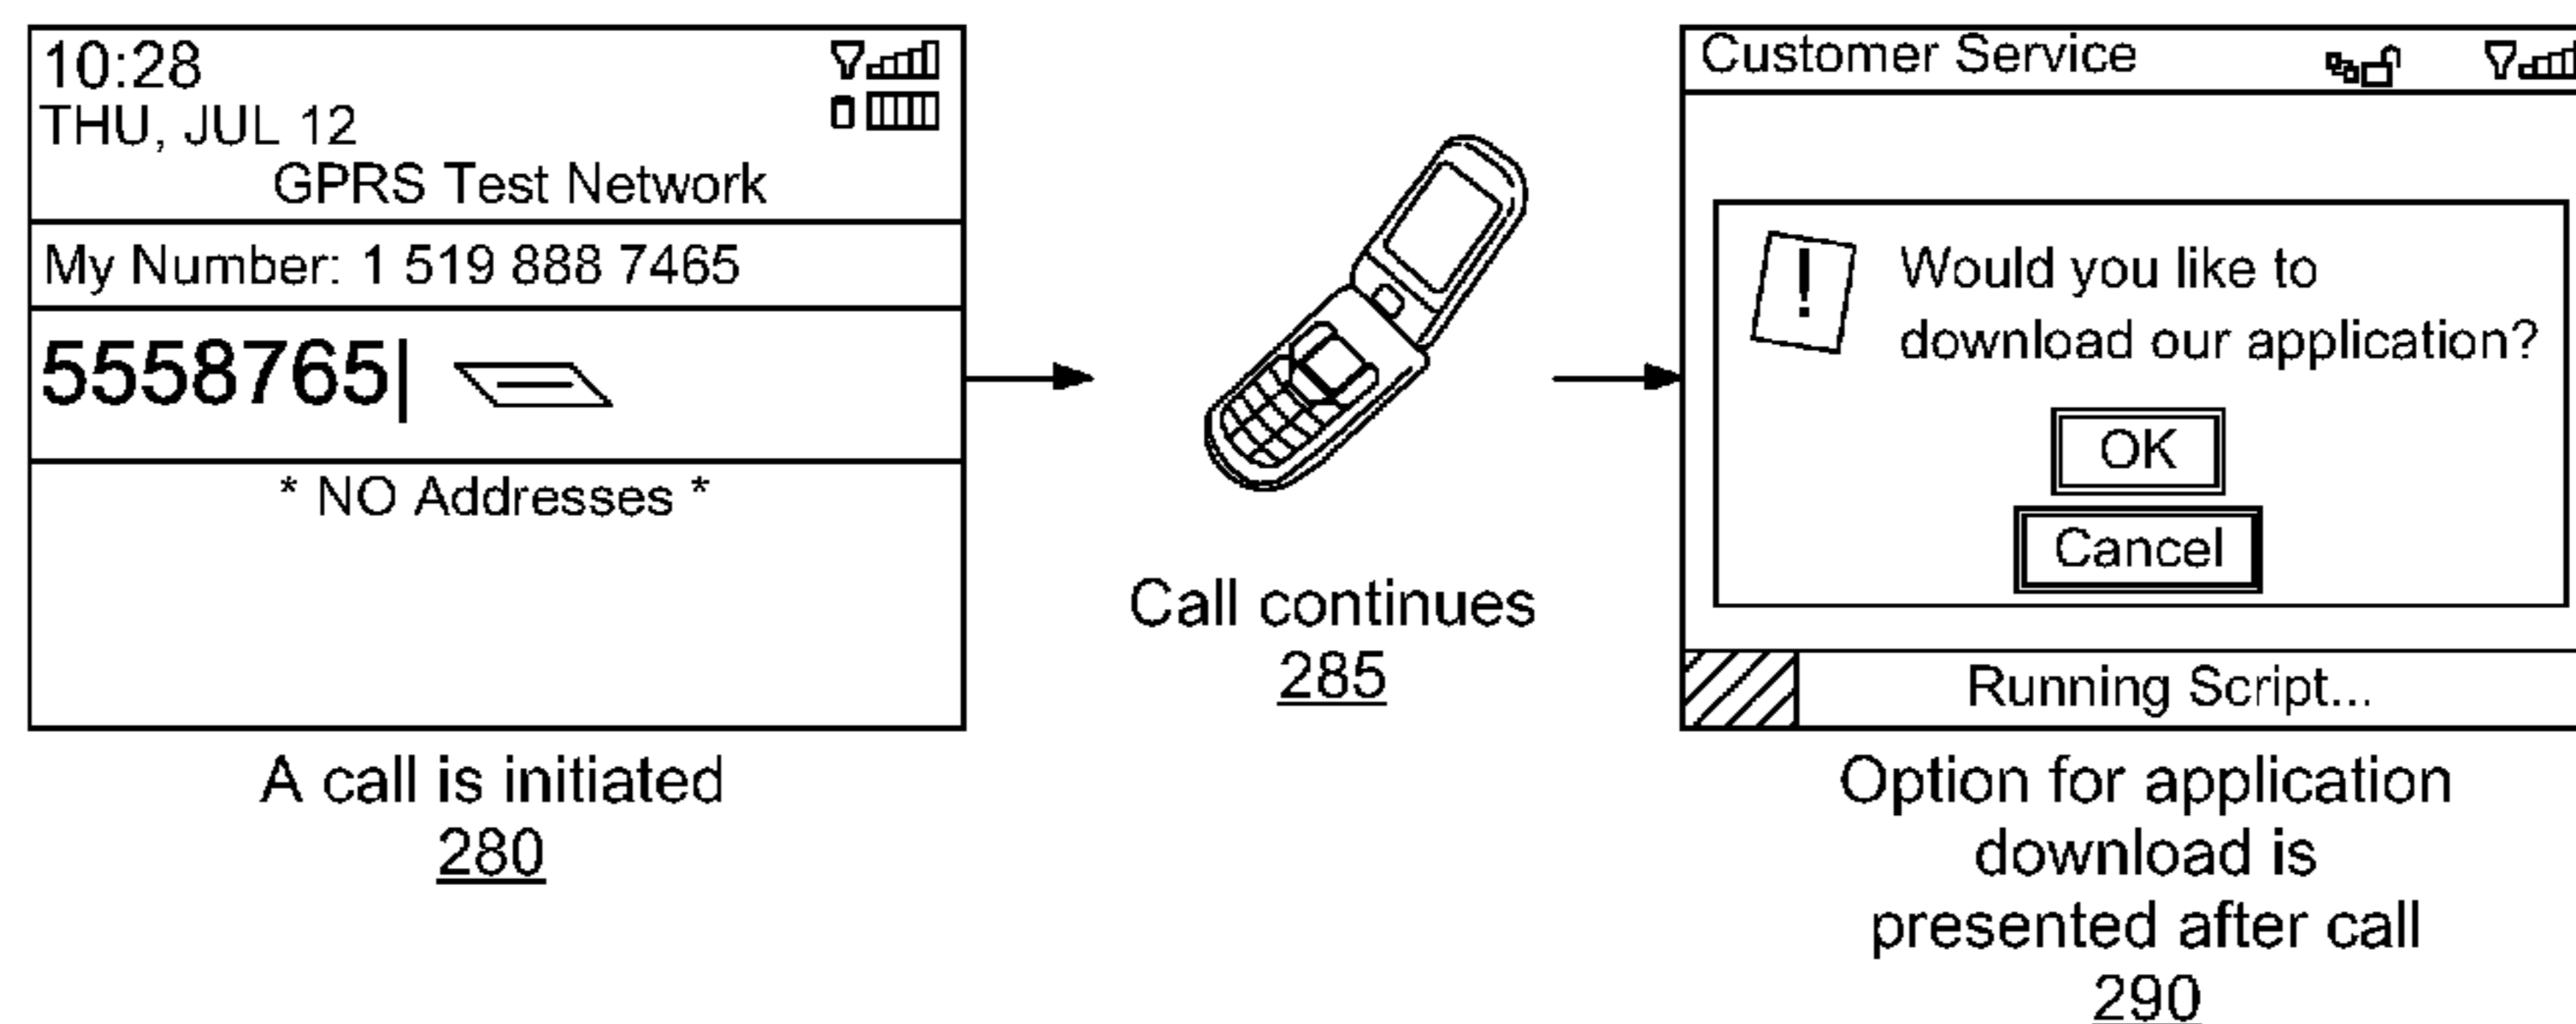 10:28
THU, JUL 12
GPRS Test Network
My Number: 1 519 888 7465
5558765
* NO Addresses *
A call is initiated
280
Call continues
285
Customer Service
!
Would you like to
download our application?
OK
Cancel
Running Script...
Option for application
download is
presented after call
290